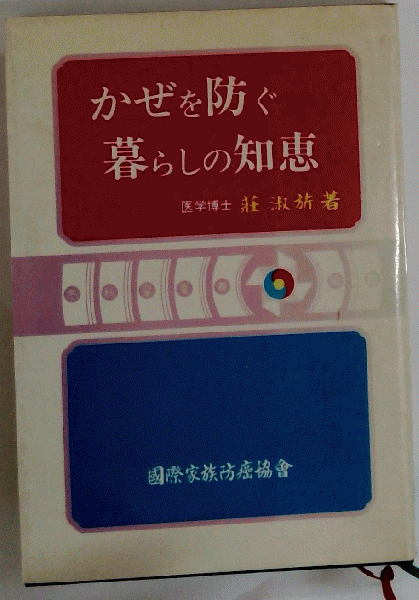 かぜを防ぐ
暮らしの知恵
医学博士 莊淑旂著
國際家族防癌協會